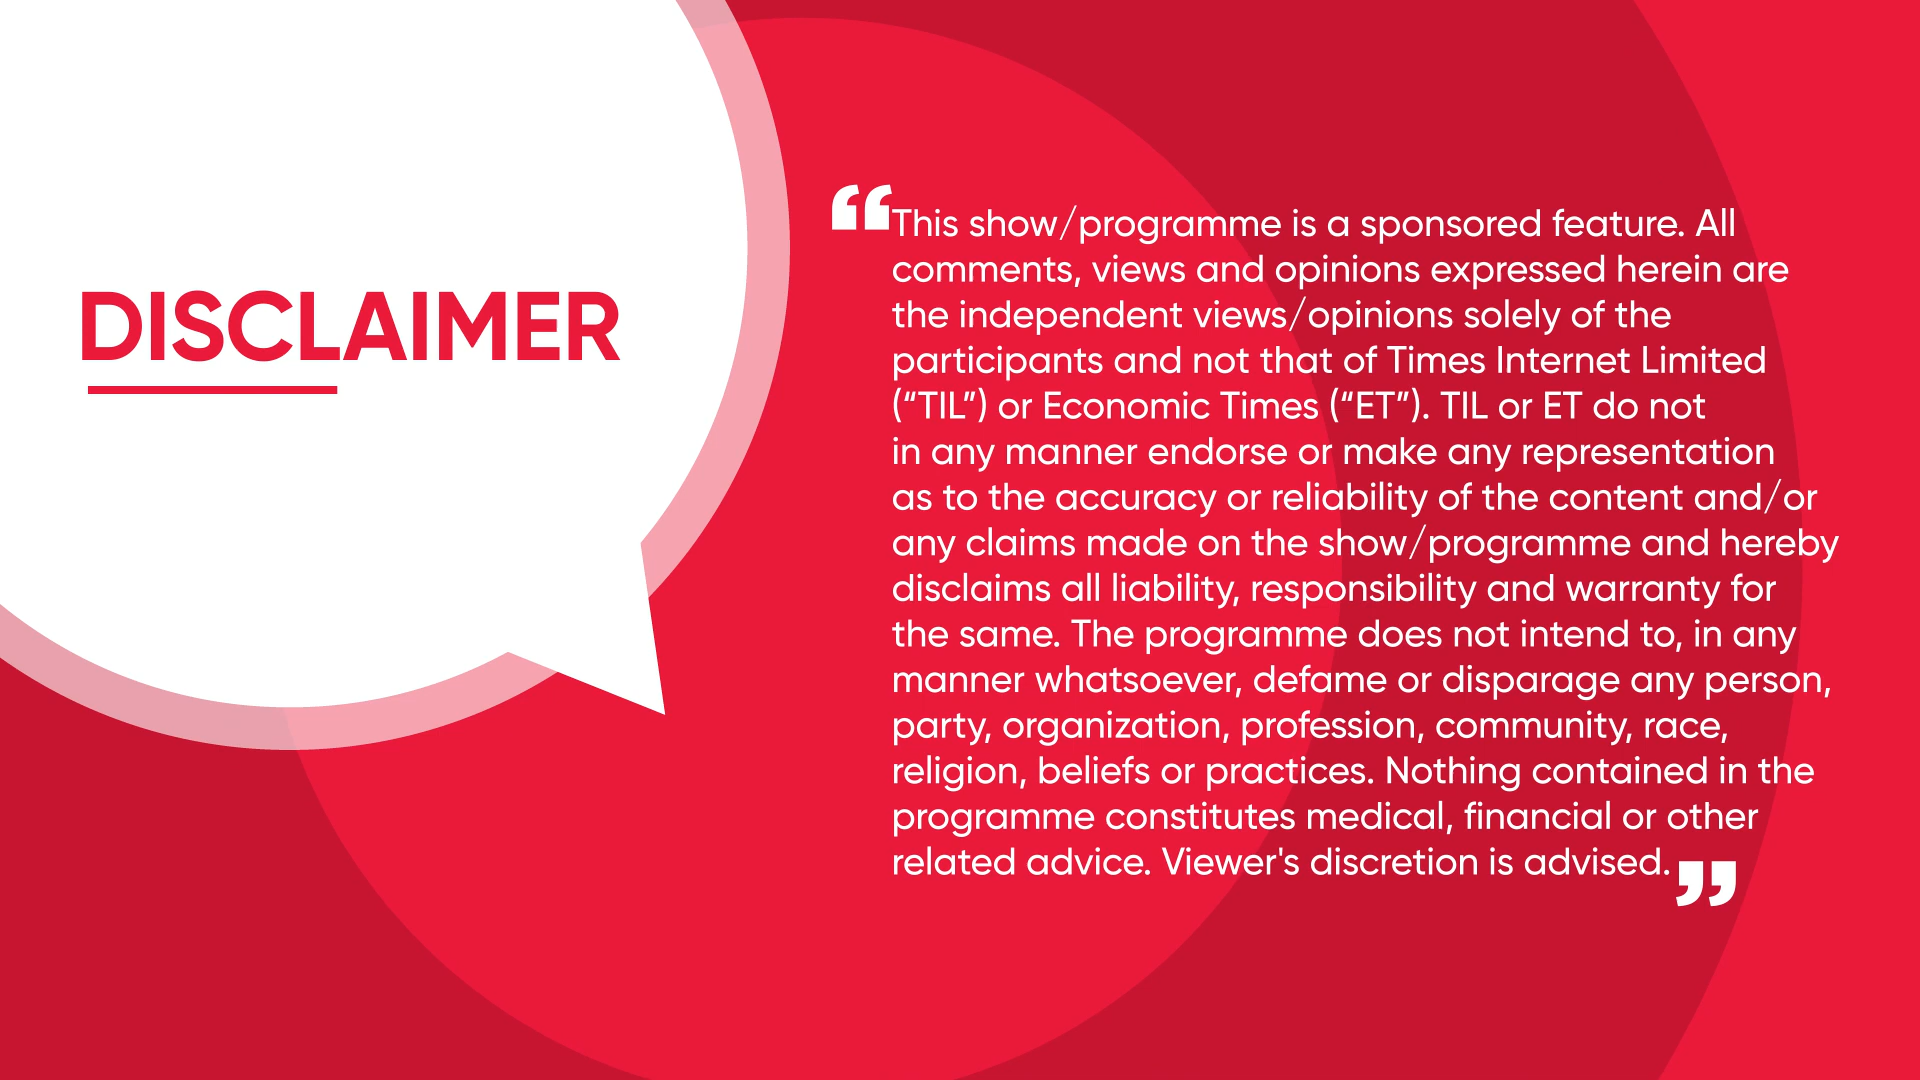 DISCLAIMER
“This show/programme is a sponsored feature. All
comments, views and opinions expressed herein are
the independent views/opinions solely of the
participants and not that of Times Internet Limited
(“TIL”) or Economic Times (“ET”). TIL or ET do not
in any manner endorse or make any representation
as to the accuracy or reliability of the content and/or
any claims made on the show/programme and hereby
disclaims all liability, responsibility and warranty for
the same. The programme does not intend to, in any
manner whatsoever, defame or disparage any person,
party, organization, profession, community, race,
religion, beliefs or practices. Nothing contained in the
programme constitutes medical, financial or other
related advice. Viewer's discretion is advised.”